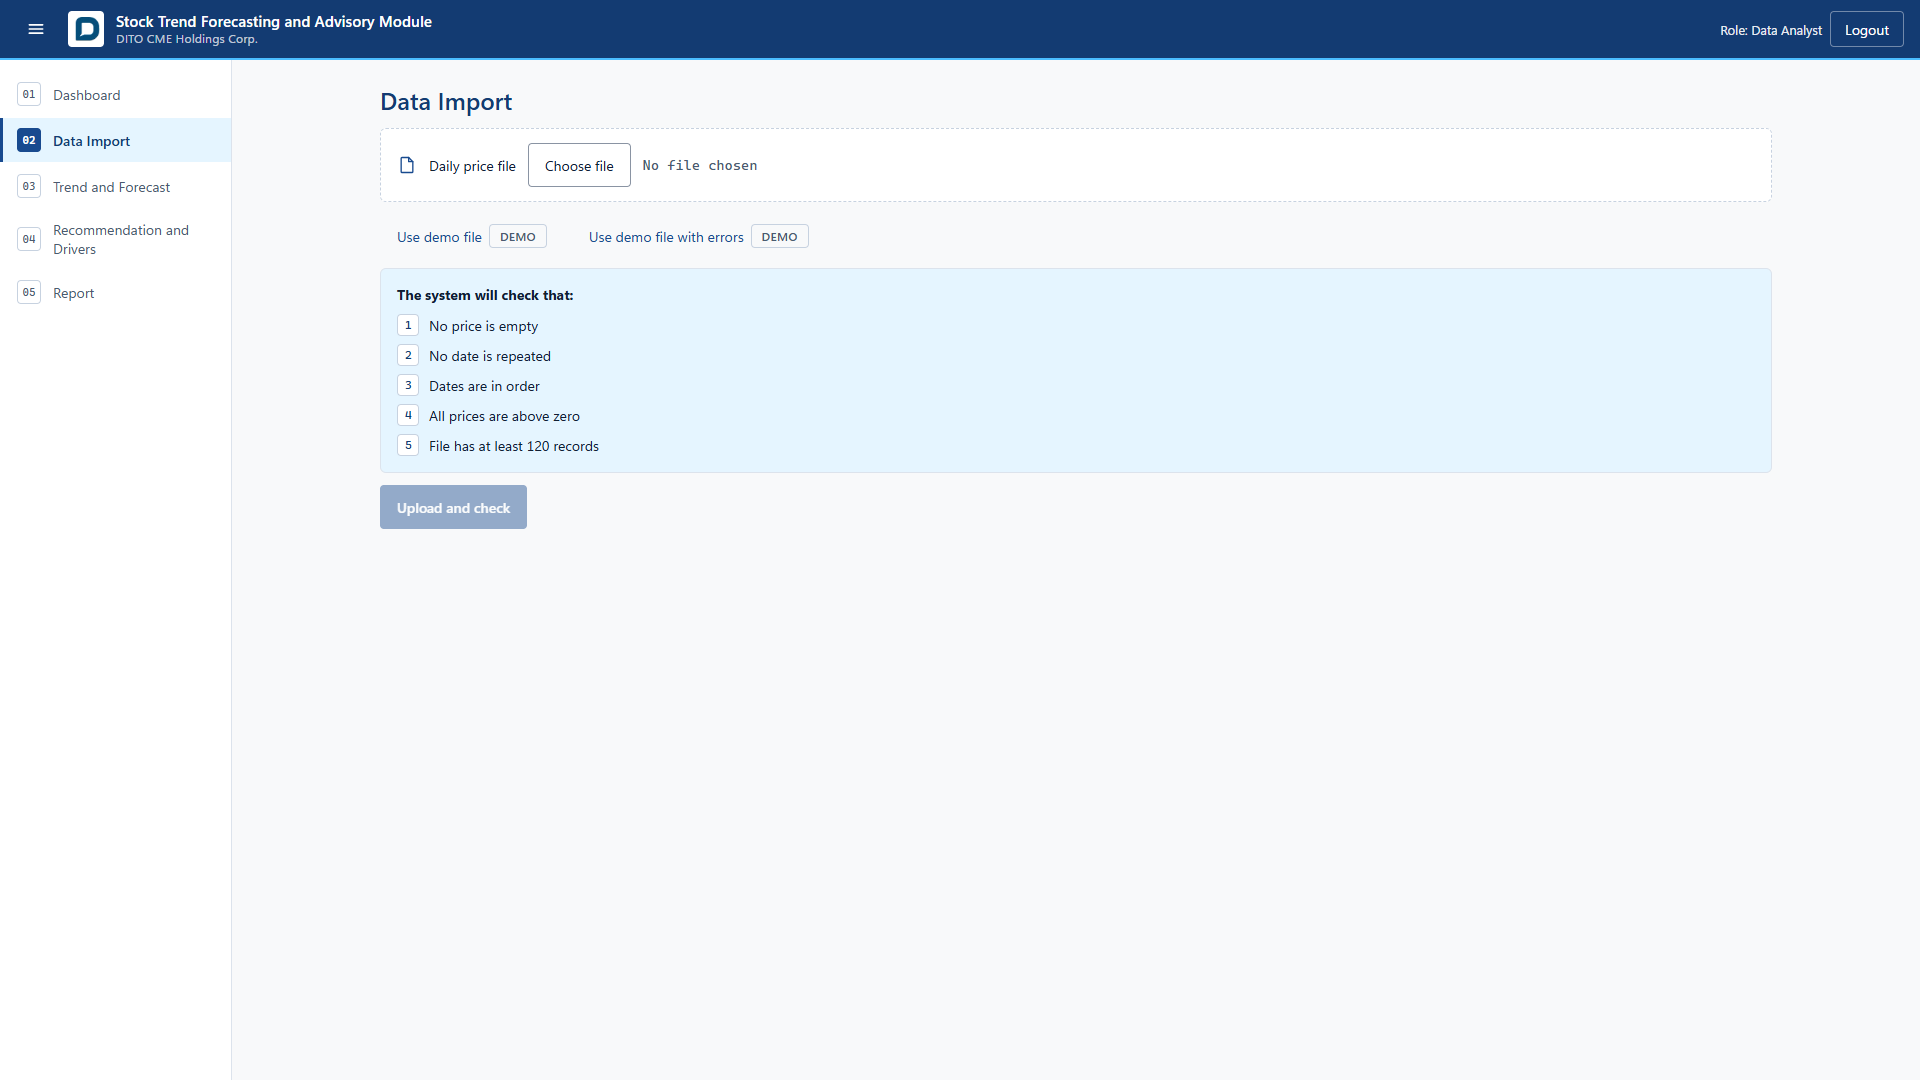 Stock Trend Forecasting and Advisory Module
DITO CME Holdings Corp.
Role: Data Analyst
Logout
01 Dashboard
02 Data Import
03 Trend and Forecast
04 Recommendation and
Drivers
05 Report
Data Import
Daily price file
Choose file
No file chosen
Use demo file DEMO
Use demo file with errors DEMO
The system will check that:
1 No price is empty
2 No date is repeated
3 Dates are in order
4 All prices are above zero
5 File has at least 120 records
Upload and check